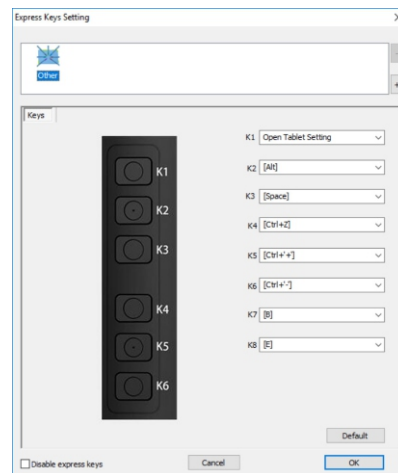 Express Keys Setting
Other
Keys
K1 Open Tablet Setting
K2 [Alt]
K3 [Space]
K4 [Ctrl+Z]
K5 [Ctrl+'+']
K6 [Ctrl+'-']
K7 [B]
K8 [E]
K1
K2
K3
K4
K5
K6
Default
Disable express keys
Cancel
OK